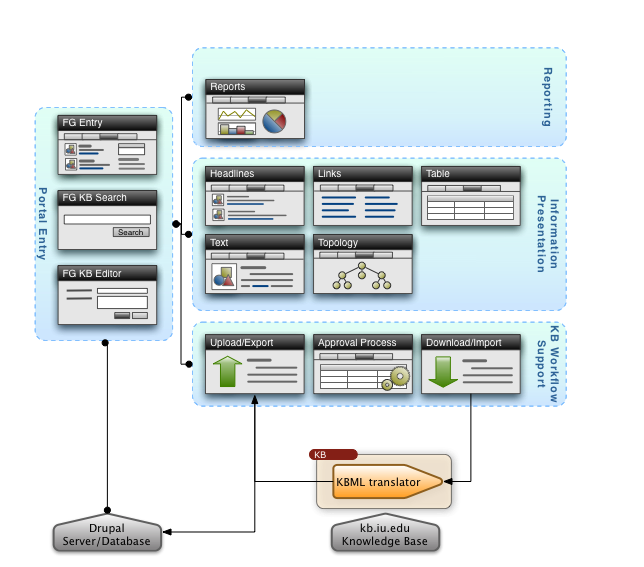 Reporting
Reports
Portal Entry
FG Entry
FG KB Search
Search
FG KB Editor
Information
Presentation
Headlines
Links
Table
Text
Topology
KB Workflow
Support
Upload/Export
Approval Process
Download/Import
KB
KBML translator
Drupal
Server/Database
kb.iu.edu
Knowledge Base